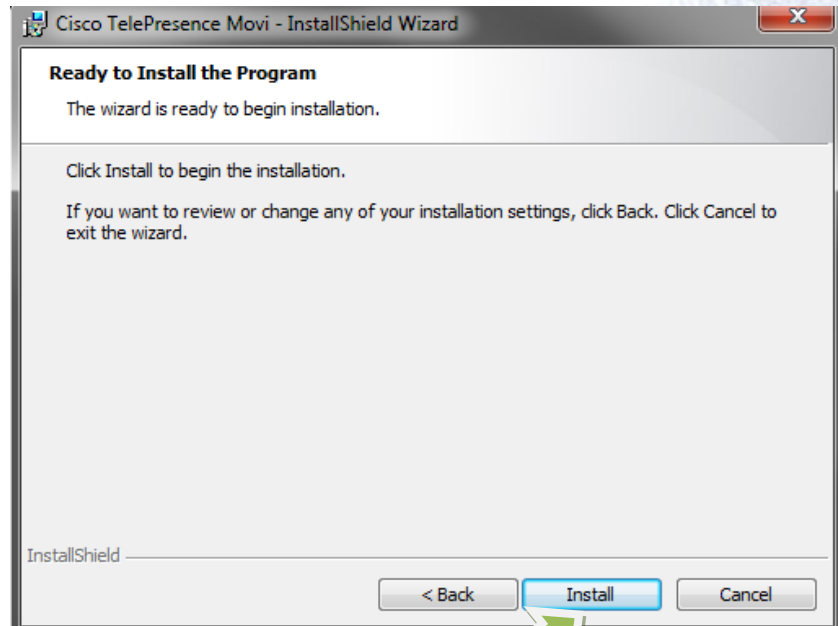 Cisco TelePresence Movi - InstallShield Wizard
Ready to Install the Program
The wizard is ready to begin installation.
Click Install to begin the installation.
If you want to review or change any of your installation settings, click Back. Click Cancel to
exit the wizard.
InstallShield
< Back
Install
Cancel